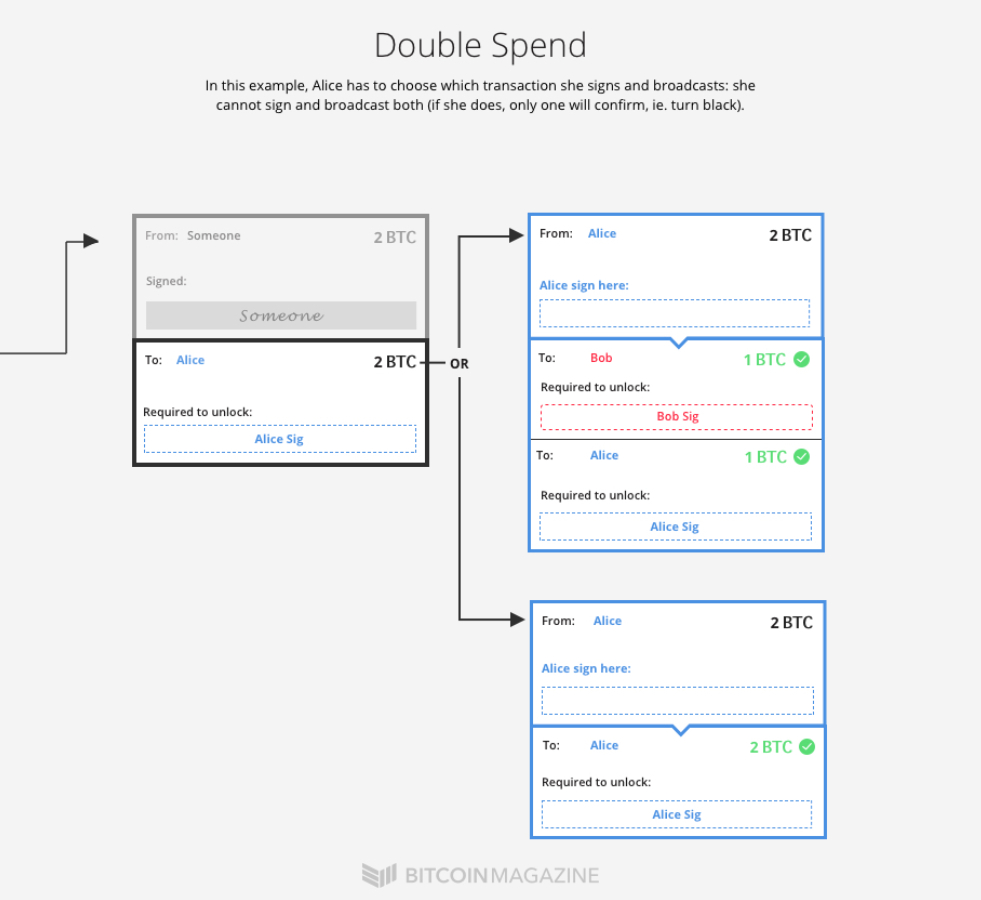 Double Spend
In this example, Alice has to choose which transaction she signs and broadcasts: she
cannot sign and broadcast both (if she does, only one will confirm, ie. turn black).
From: Someone 2 BTC
Signed:
Someone
To: Alice 2 BTC
Required to unlock:
Alice Sig
OR
From: Alice 2 BTC
Alice sign here:
To: Bob 1 BTC
Required to unlock:
Bob Sig
To: Alice 1 BTC
Required to unlock:
Alice Sig
From: Alice 2 BTC
Alice sign here:
To: Alice 2 BTC
Required to unlock:
Alice Sig
BITCOINMAGAZINE